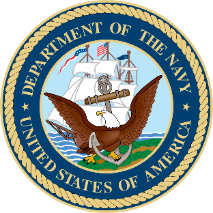 DEPARTMENT OF THE NAVY
UNITED STATES OF AMERICA